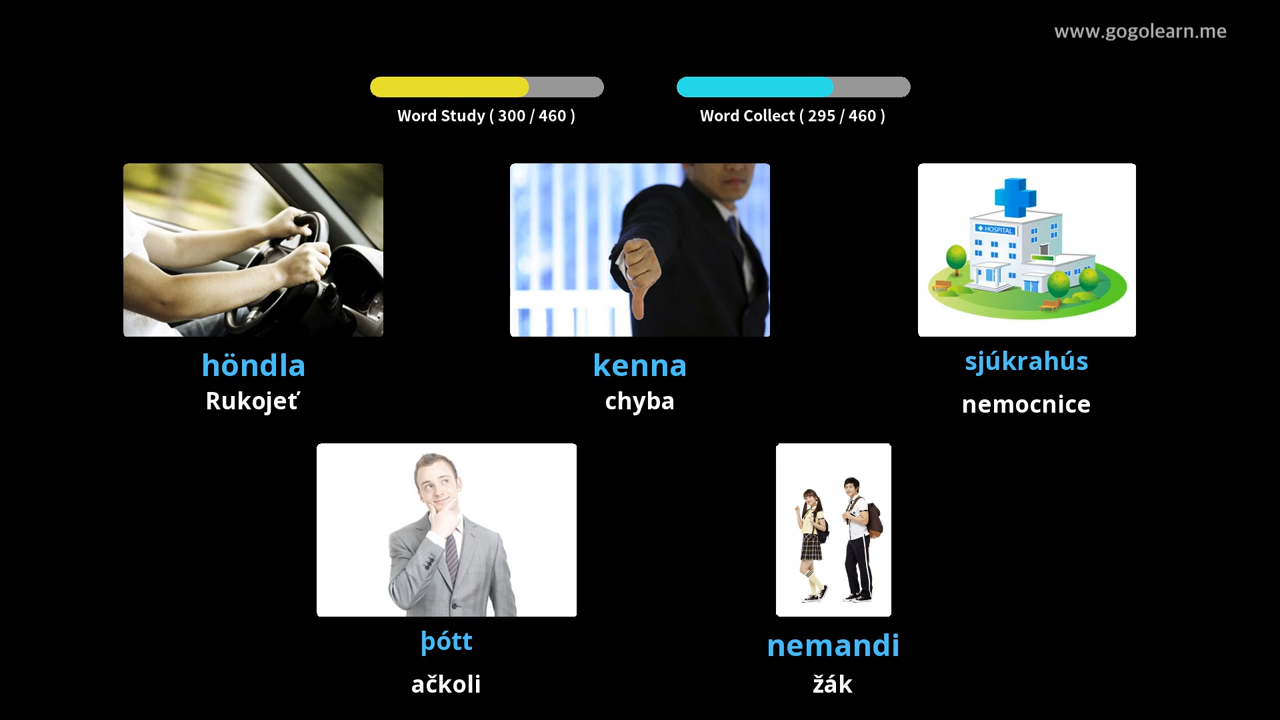 www.gogolearn.me
Word Study ( 300 / 460 )
Word Collect ( 295 / 460 )
HOSPITAL
höndla
kenna
sjúkrahús
Rukojeť
chyba
nemocnice
þótt
nemandi
ačkoli
žák